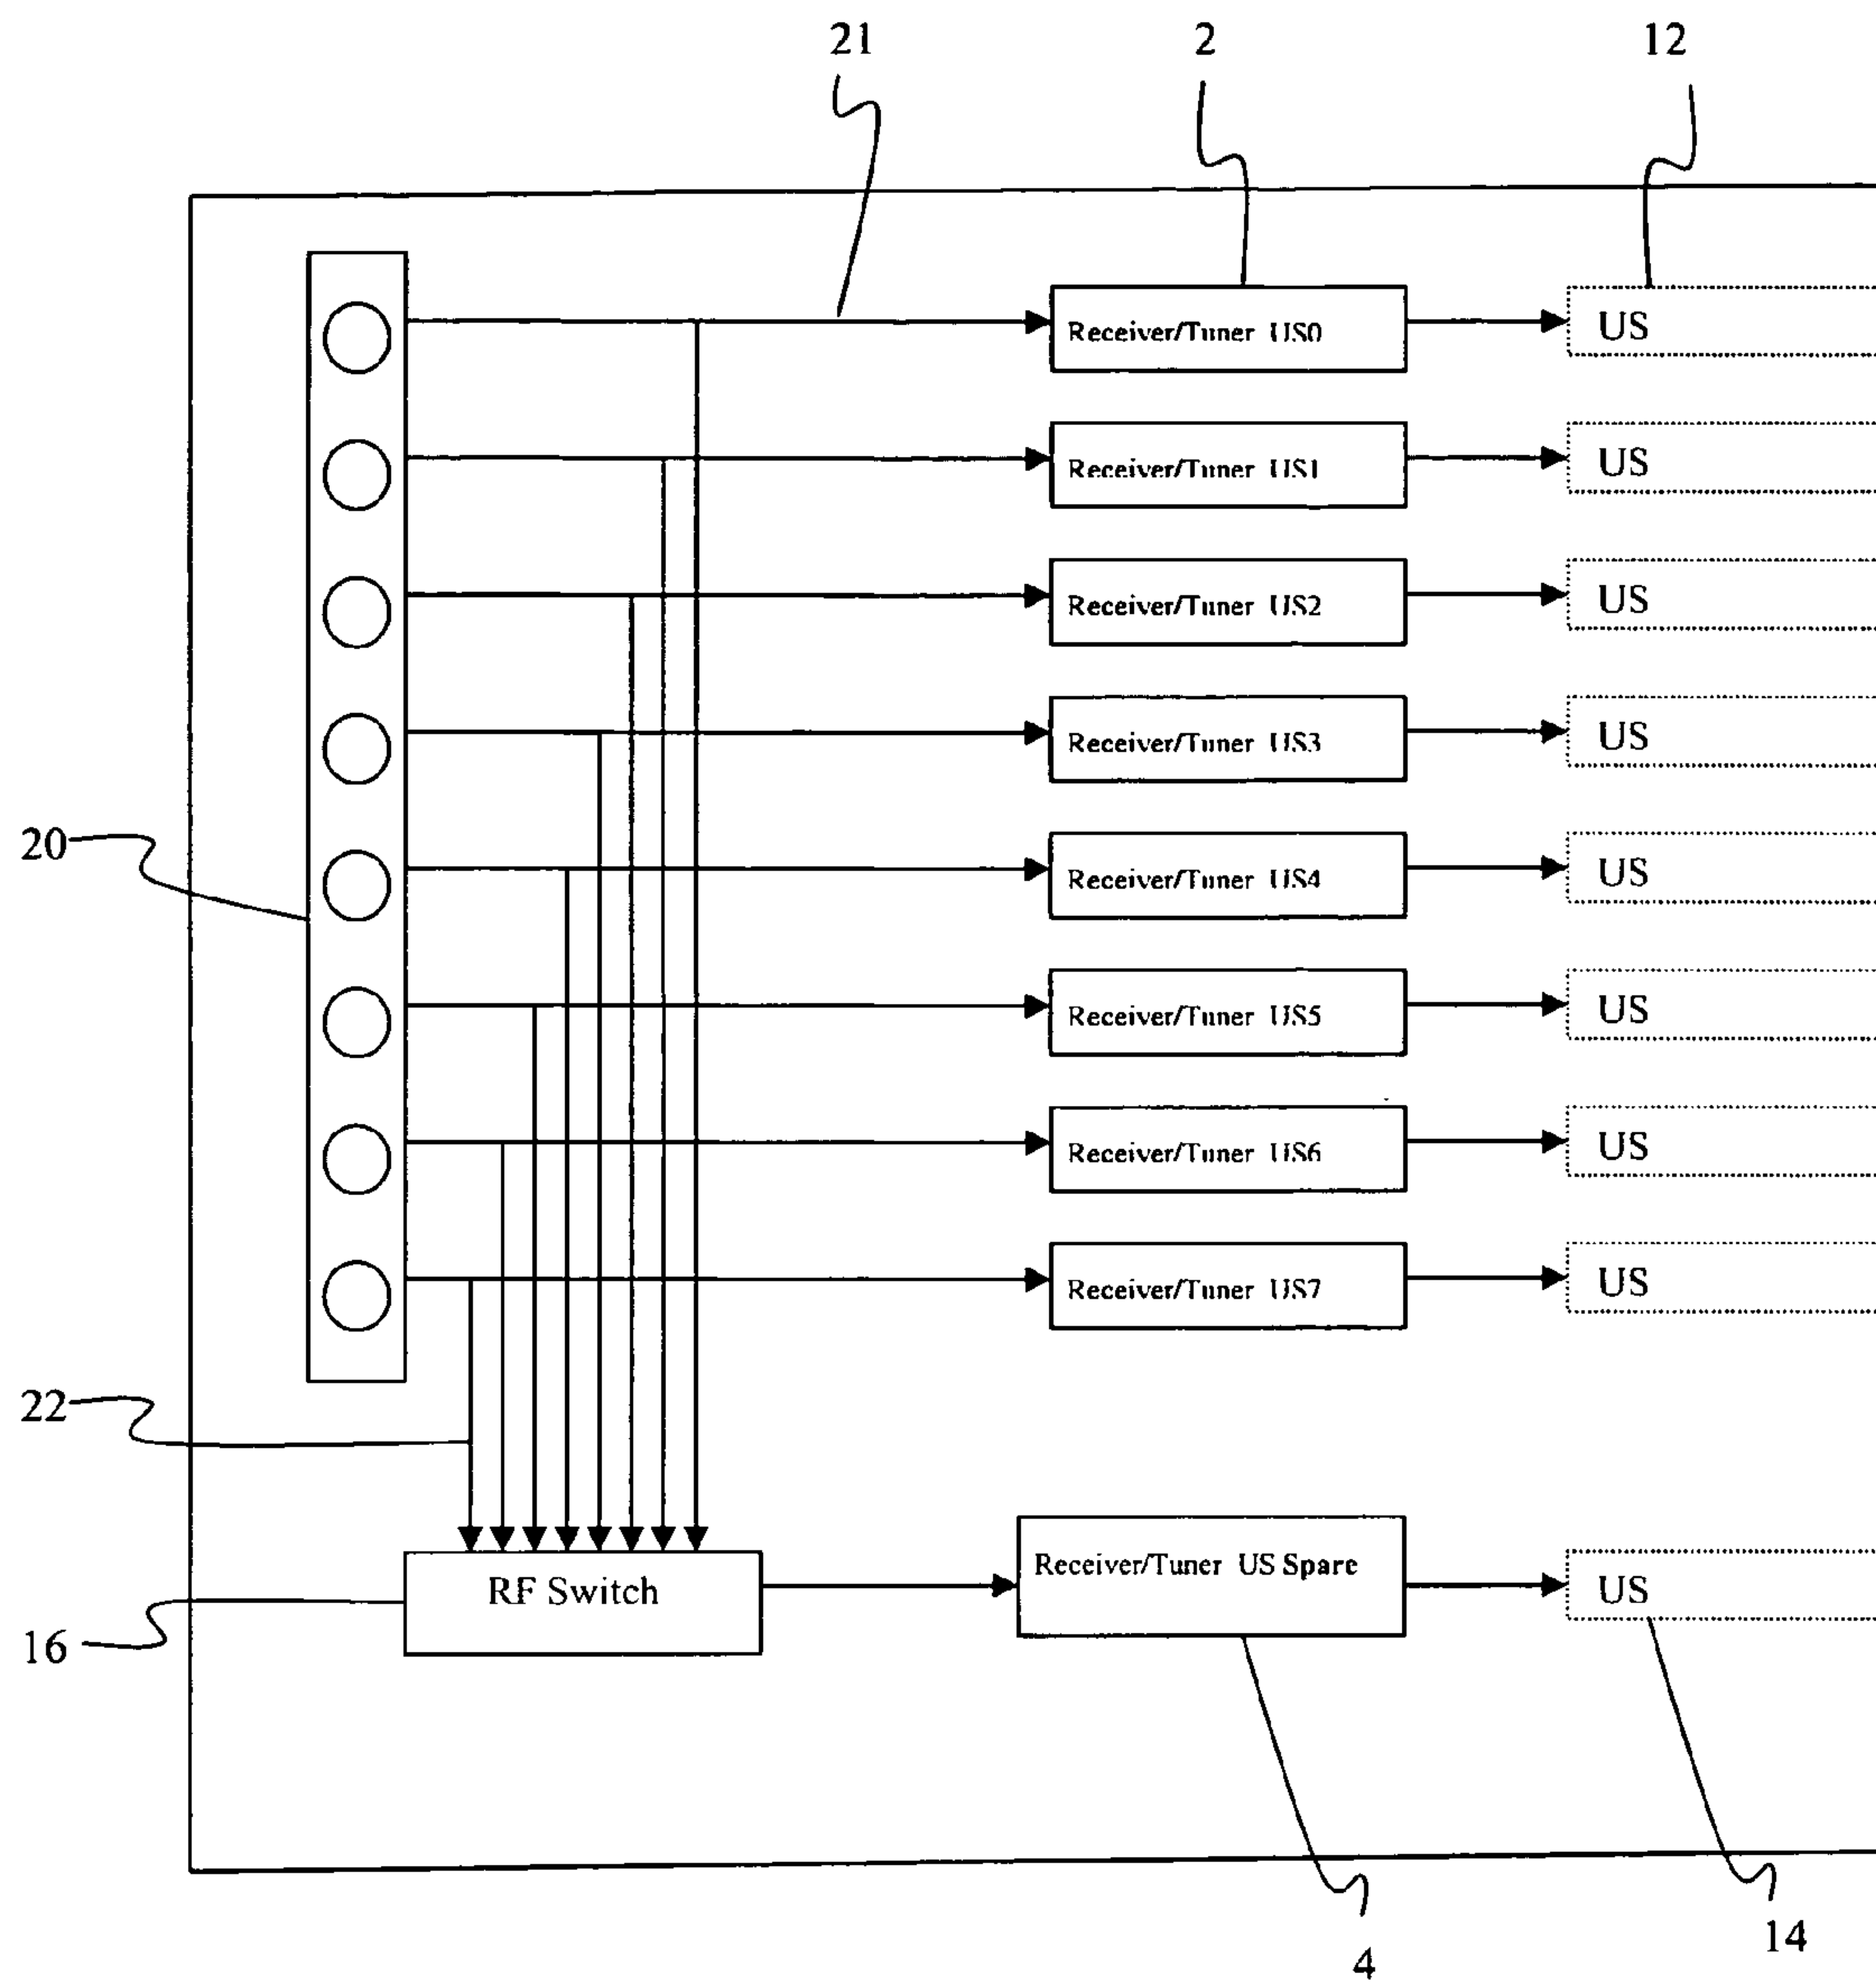 21 2 12
Receiver/Tuner US0 US
Receiver/Tuner US1 US
Receiver/Tuner US2 US
Receiver/Tuner US3 US
20
Receiver/Tuner US4 US
Receiver/Tuner US5 US
Receiver/Tuner US6 US
Receiver/Tuner US7 US
22
RF Switch Receiver/Tuner US Spare US
16
14
4